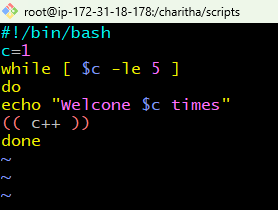 root@ip-172-31-18-178:/charitha/scripts
#!/bin/bash
c=1
while [ $c -le 5 ]
do
echo "Welcone $c times"
(( c++ ))
done
~
~
~